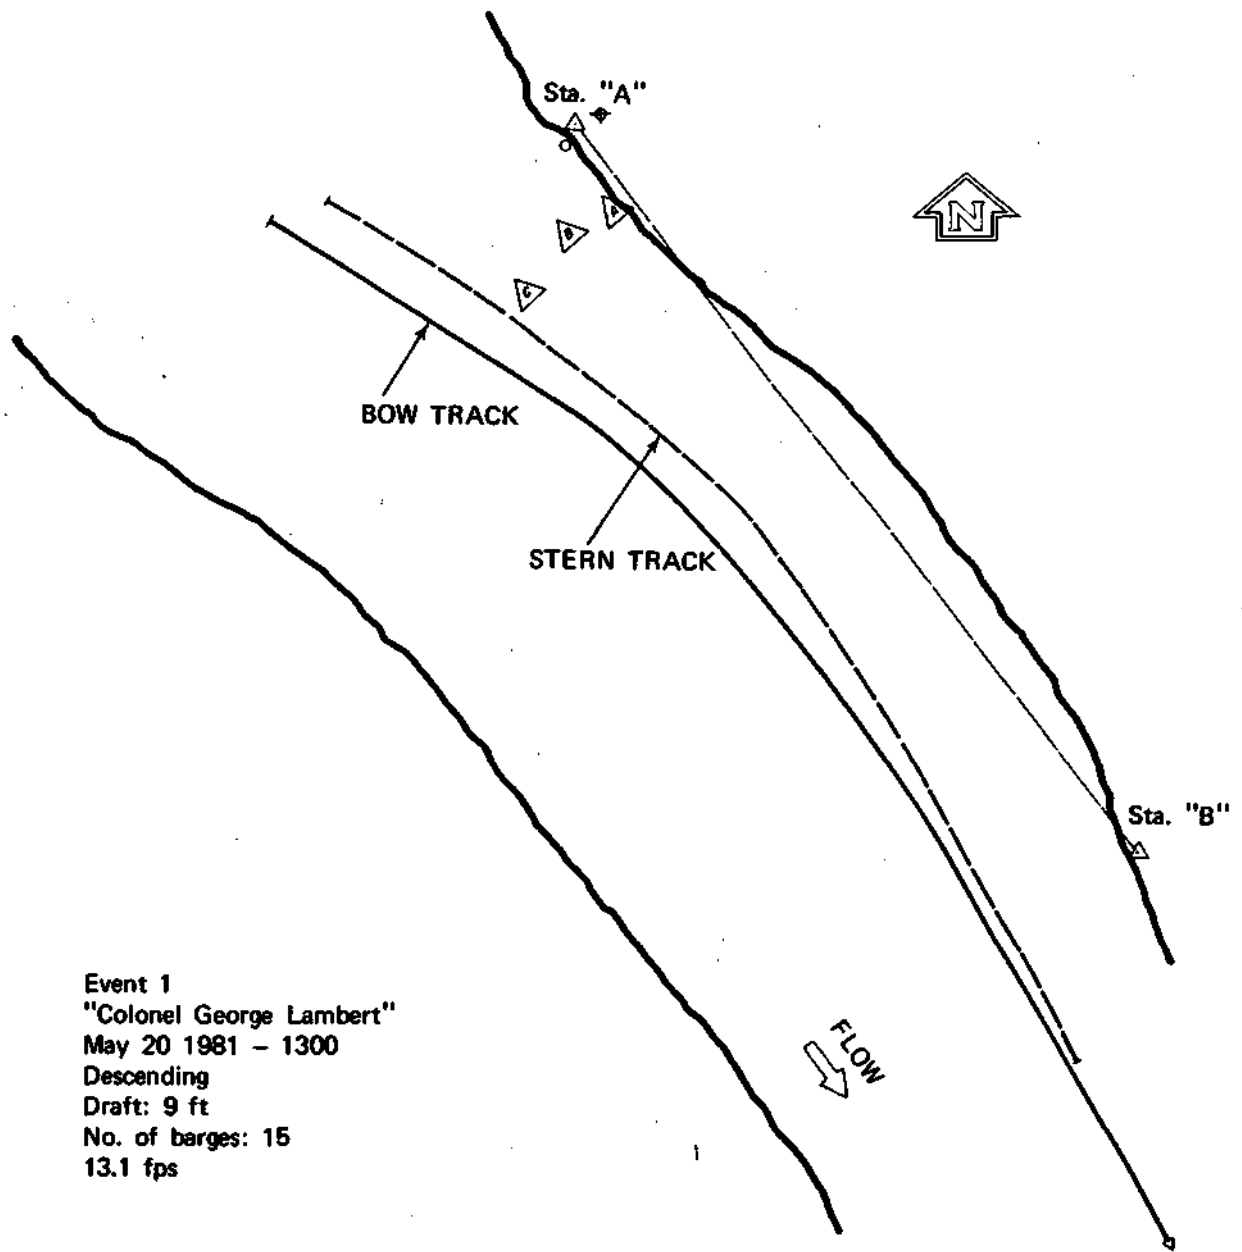 Sta. "A"
N
A
B
C
BOW TRACK
STERN TRACK
Sta. "B"
FLOW
Event 1
"Colonel George Lambert"
May 20 1981 – 1300
Descending
Draft: 9 ft
No. of barges: 15
13.1 fps